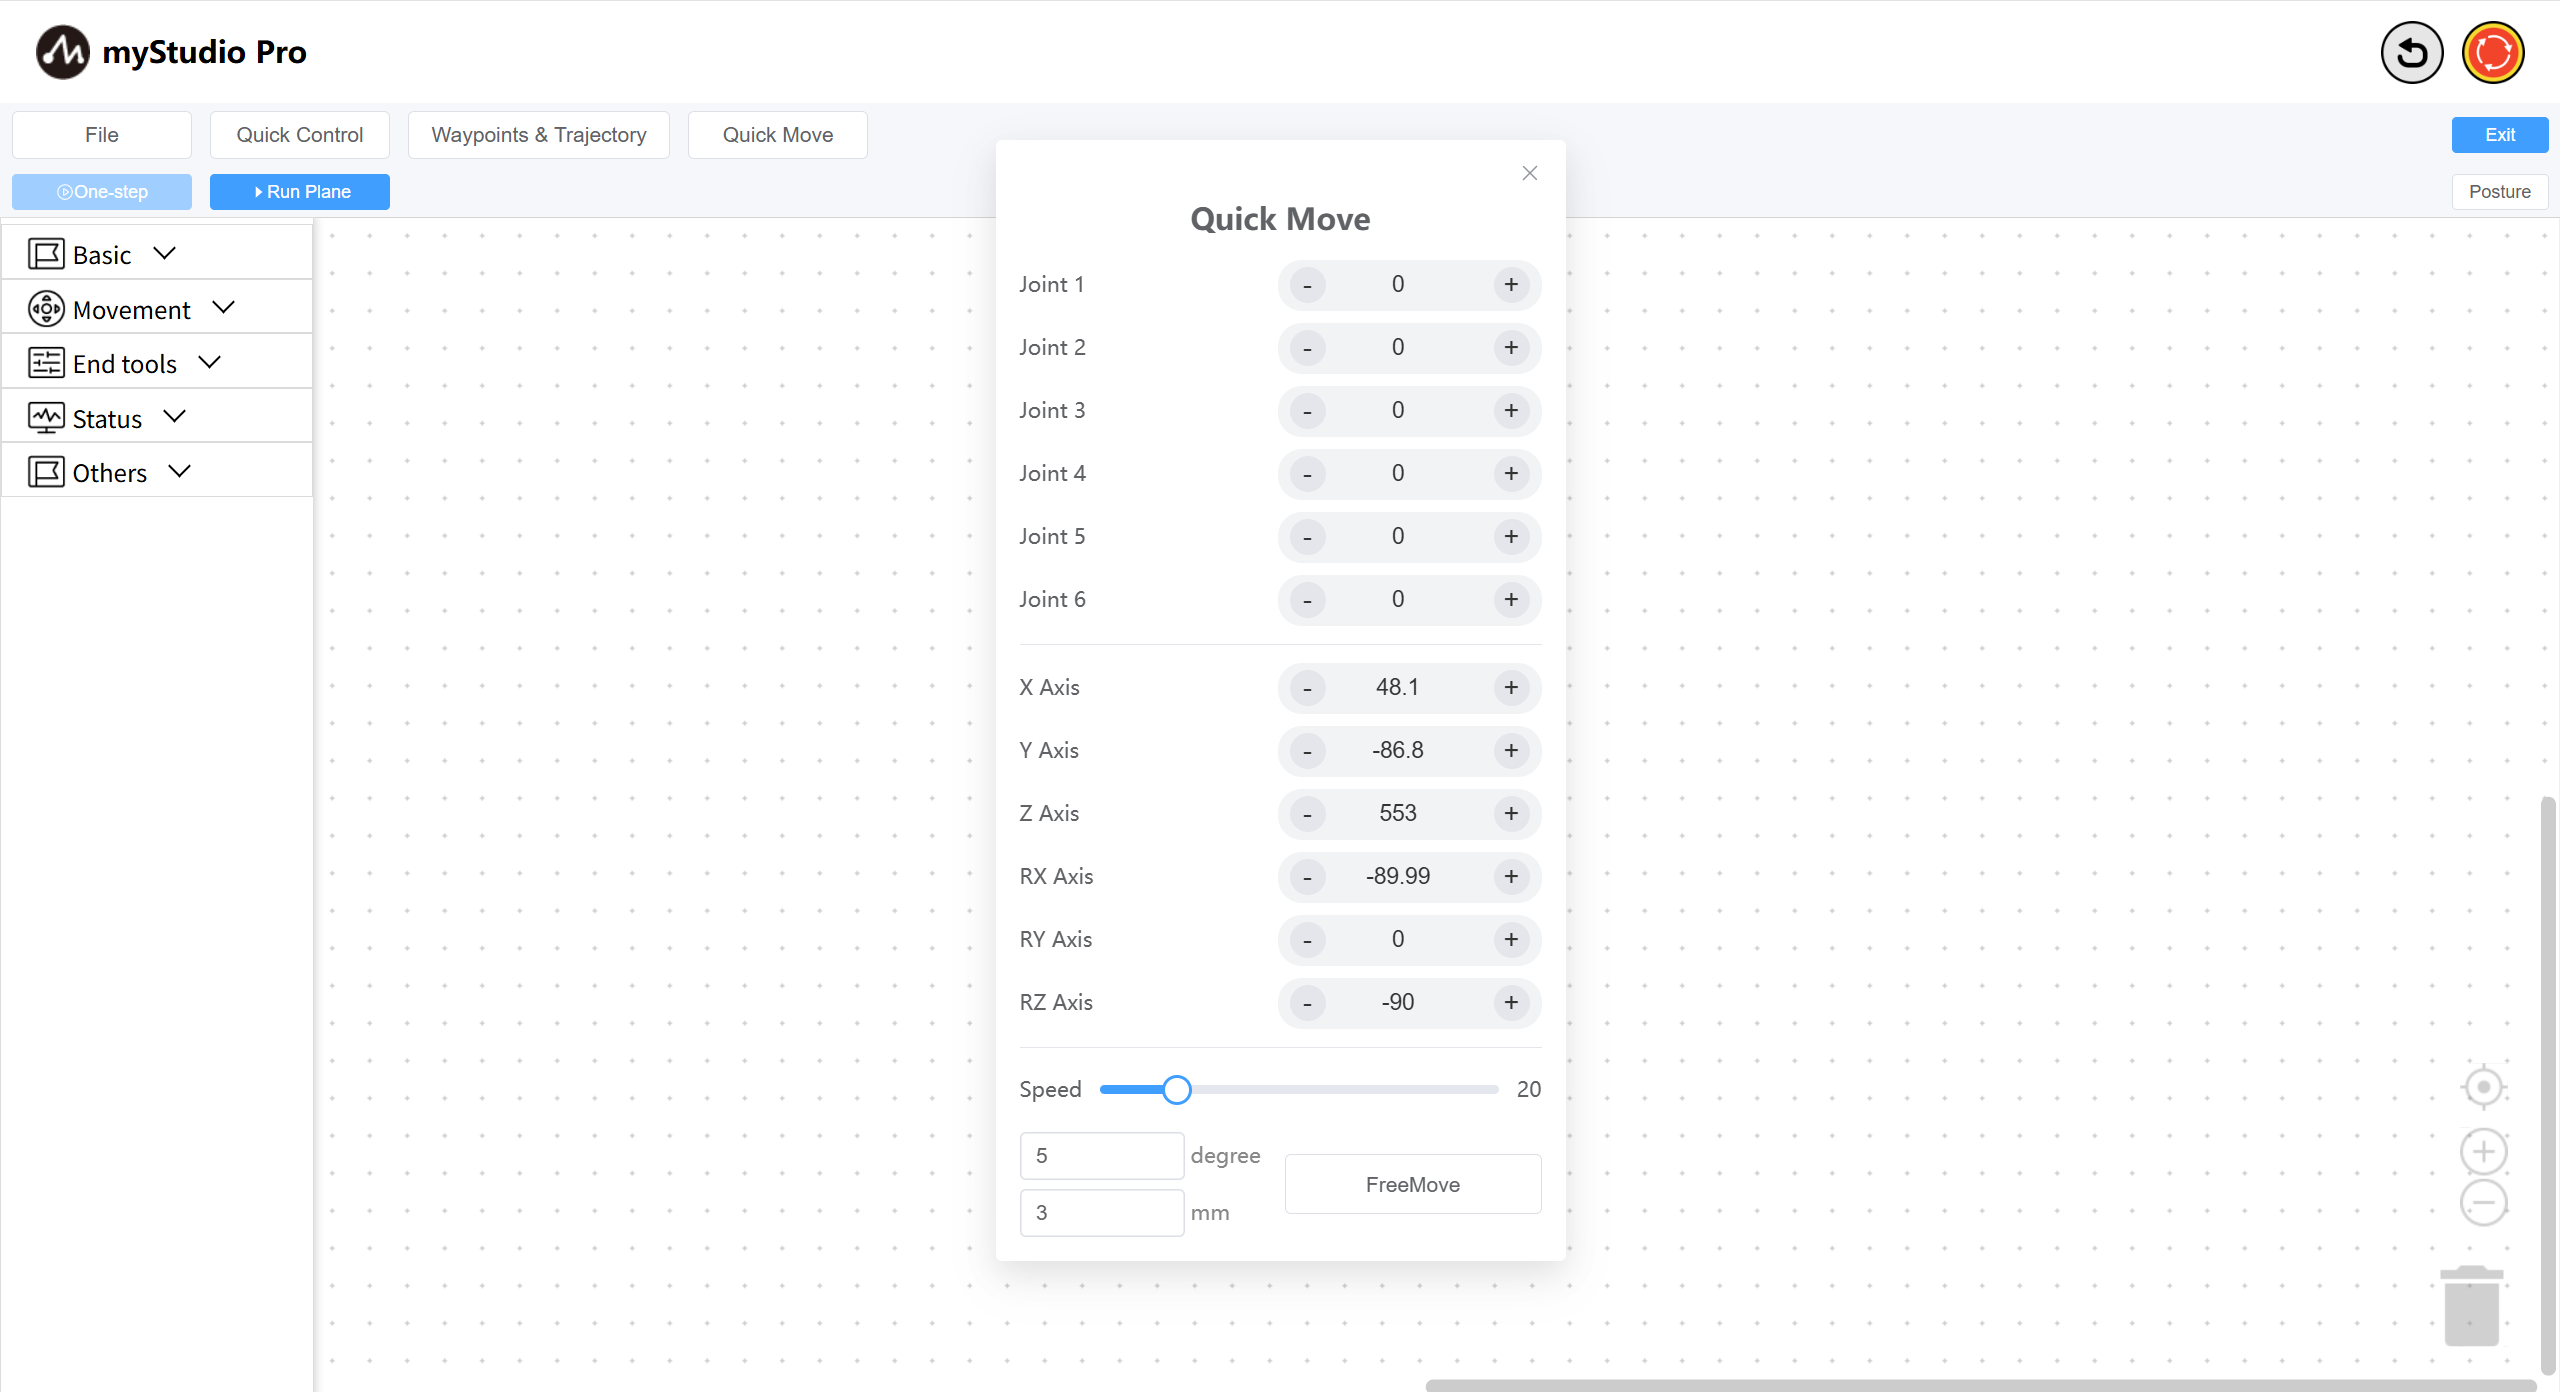 myStudio Pro
File
Quick Control
Waypoints & Trajectory
Quick Move
Exit
One-step
Run Plane
Posture
Basic
Movement
End tools
Status
Others
Quick Move
Joint 1 - 0 +
Joint 2 - 0 +
Joint 3 - 0 +
Joint 4 - 0 +
Joint 5 - 0 +
Joint 6 - 0 +
X Axis - 48.1 +
Y Axis - -86.8 +
Z Axis - 553 +
RX Axis - -89.99 +
RY Axis - 0 +
RZ Axis - -90 +
Speed 20
5 degree
3 mm
FreeMove